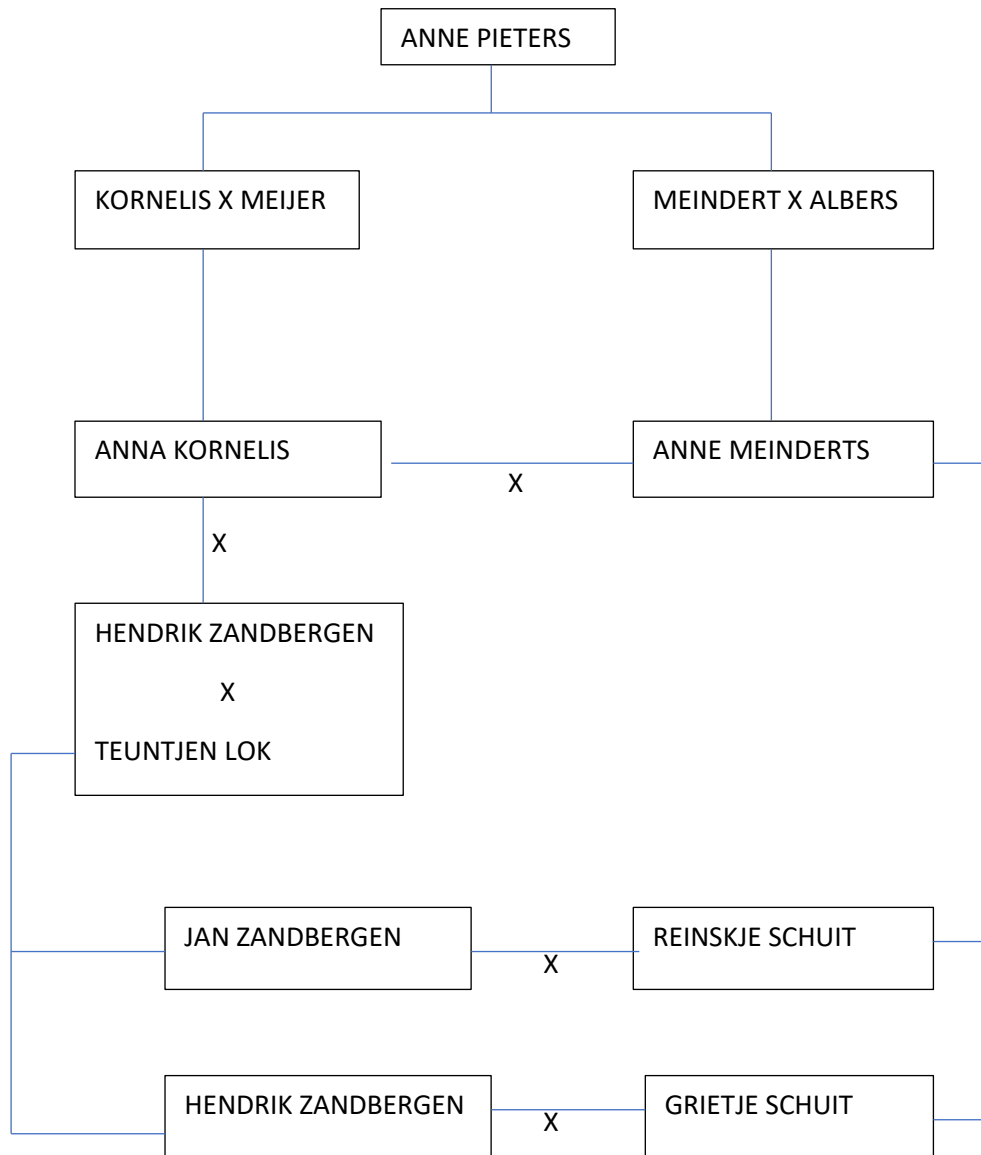 ANNE PIETERS
KORNELIS X MEIJER
MEINDERT X ALBERS
ANNA KORNELIS
X
ANNE MEINDERTS
X
HENDRIK ZANDBERGEN
X
TEUNTJEN LOK
JAN ZANDBERGEN
X
REINSKJE SCHUIT
HENDRIK ZANDBERGEN
X
GRIETJE SCHUIT